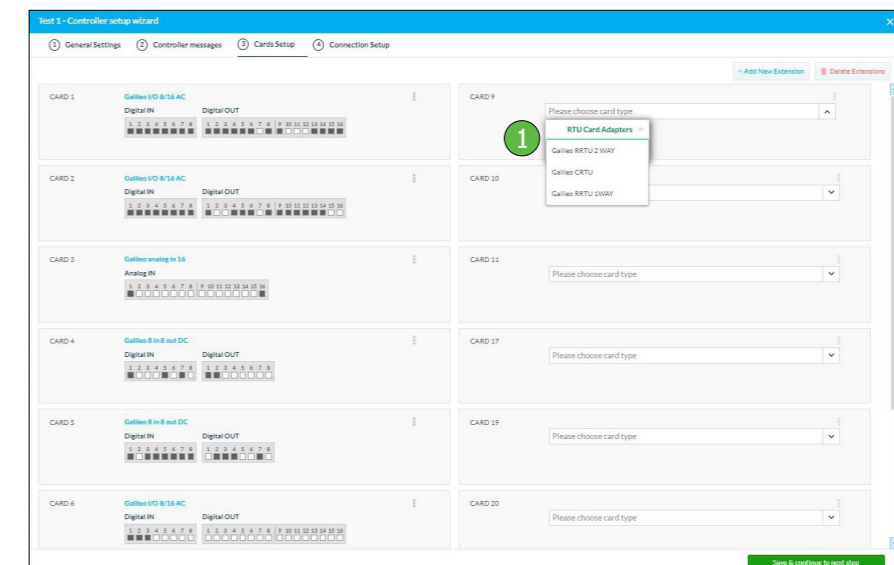 Test 1 - Controller setup wizard
1 General Settings 2 Controller messages 3 Cards Setup 4 Connection Setup
+ Add New Extension Delete Extensions
CARD 1 Galileo I/O 8/16 AC
Digital IN Digital OUT
1 2 3 4 5 6 7 8 1 2 3 4 5 6 7 8 9 10 11 12 13 14 15 16
CARD 9
Please choose card type
1
RTU Card Adapters
Galileo RRTU 2 WAY
Galileo CRTU
Galileo RRTU 1WAY
CARD 2 Galileo I/O 8/16 AC
Digital IN Digital OUT
1 2 3 4 5 6 7 8 1 2 3 4 5 6 7 8 9 10 11 12 13 14 15 16
CARD 10
CARD 3 Galileo analog in 16
Analog IN
1 2 3 4 5 6 7 8 9 10 11 12 13 14 15 16
CARD 11
Please choose card type
CARD 4 Galileo 8 in 8 out DC
Digital IN Digital OUT
1 2 3 4 5 6 7 8 1 2 3 4 5 6 7 8
CARD 17
Please choose card type
CARD 5 Galileo 8 in 8 out DC
Digital IN Digital OUT
1 2 3 4 5 6 7 8 1 2 3 4 5 6 7 8
CARD 19
Please choose card type
CARD 6 Galileo I/O 8/16 AC
Digital IN Digital OUT
1 2 3 4 5 6 7 8 1 2 3 4 5 6 7 8 9 10 11 12 13 14 15 16
CARD 20
Please choose card type
Save & continue to next step